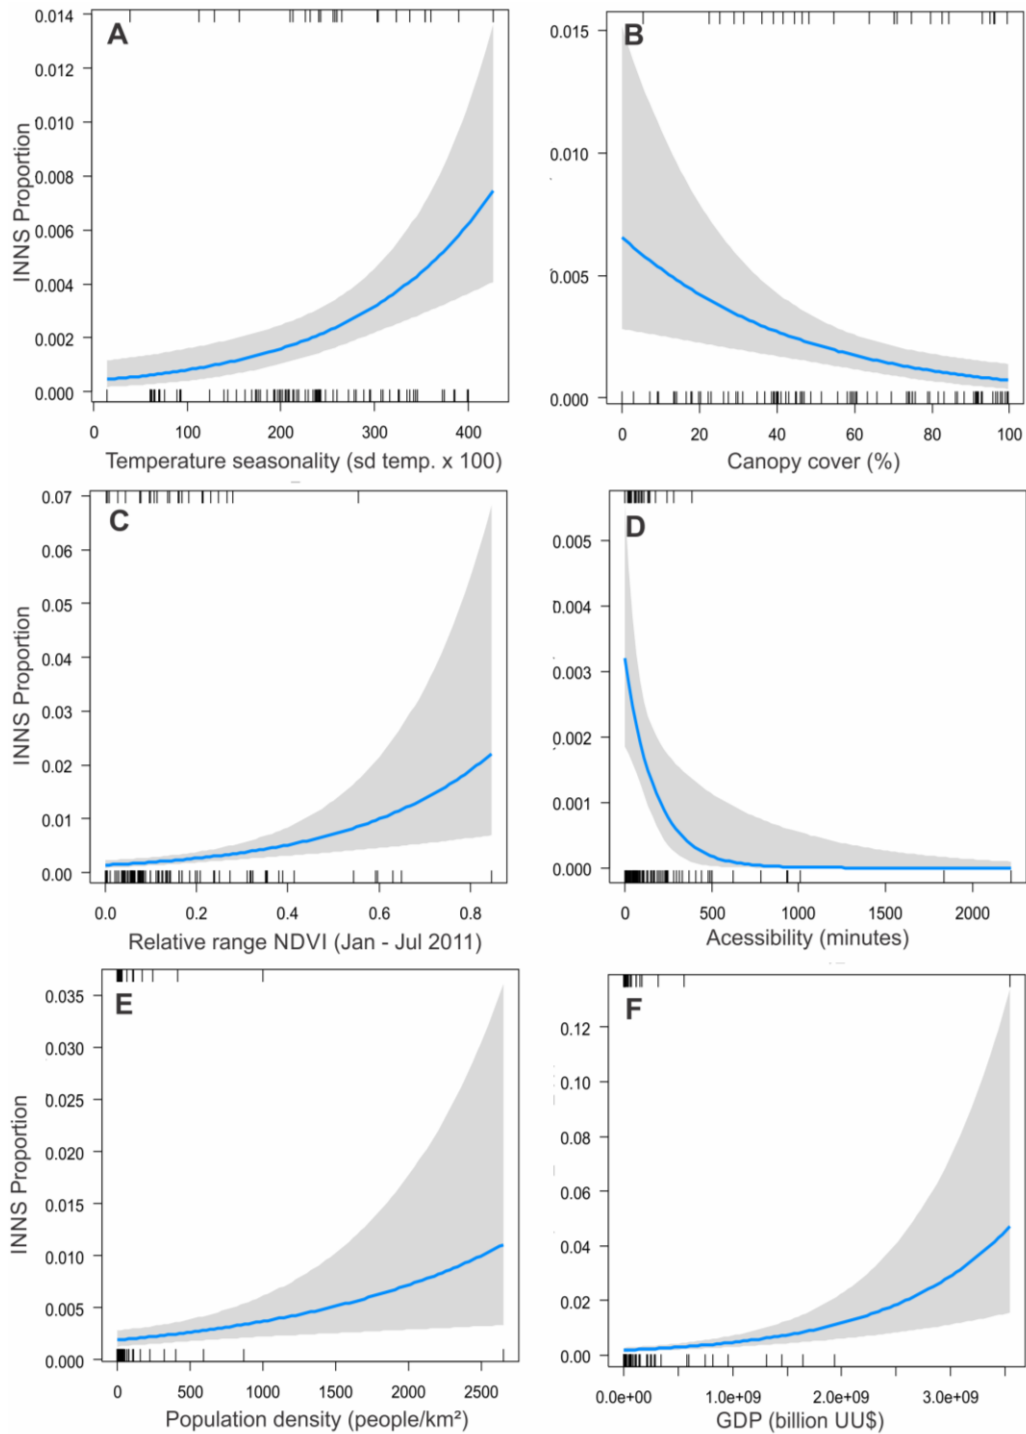 A
INNS Proportion
0.014
0.012
0.010
0.008
0.006
0.004
0.002
0.000
0 100 200 300 400
Temperature seasonality (sd temp. x 100)
B
0.015
0.010
0.005
0.000
0 20 40 60 80 100
Canopy cover (%)
C
INNS Proportion
0.07
0.06
0.05
0.04
0.03
0.02
0.01
0.00
0.0 0.2 0.4 0.6 0.8
Relative range NDVI (Jan - Jul 2011)
D
0.005
0.004
0.003
0.002
0.001
0.000
0 500 1000 1500 2000
Acessibility (minutes)
E
INNS Proportion
0.035
0.030
0.025
0.020
0.015
0.010
0.005
0.000
0 500 1000 1500 2000 2500
Population density (people/km²)
F
0.12
0.10
0.08
0.06
0.04
0.02
0.00
0.0e+00 1.0e+09 2.0e+09 3.0e+09
GDP (billion UU$)